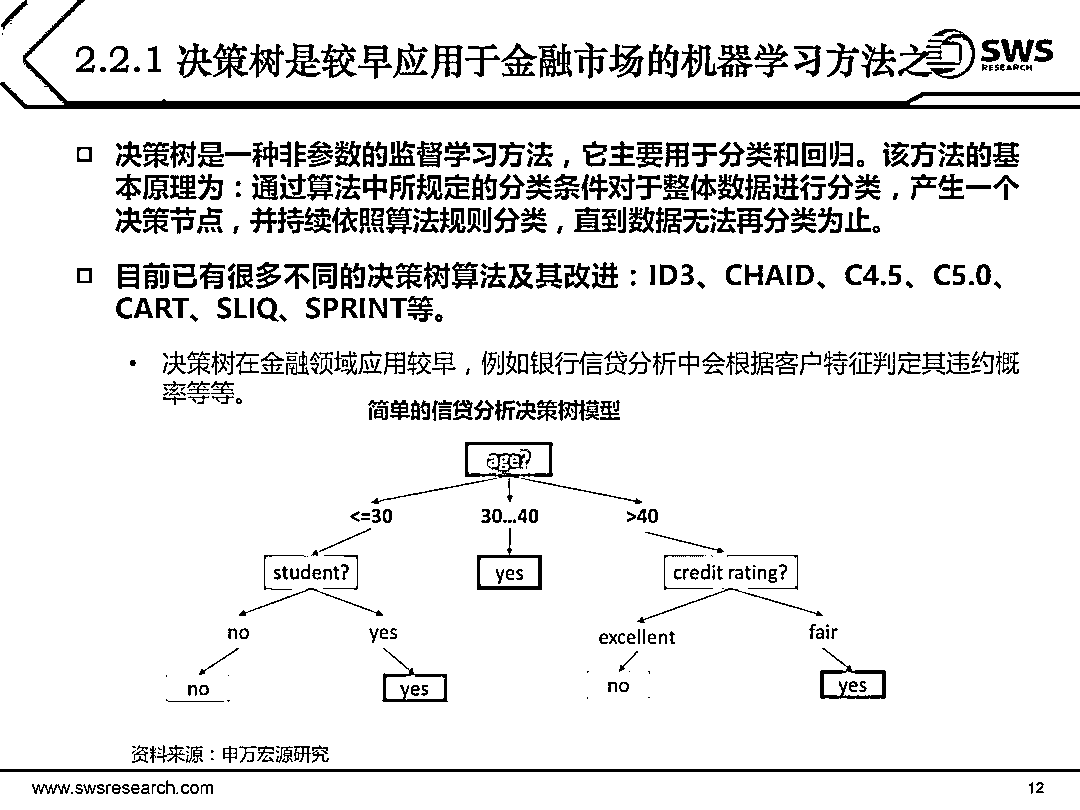 2.2.1 决策树是较早应用于金融市场的机器学习方法之
SWS
RESEARCH
决策树是一种非参数的监督学习方法，它主要用于分类和回归。该方法的基
本原理为：通过算法中所规定的分类条件对于整体数据进行分类，产生一个
决策节点，并持续依照算法规则分类，直到数据无法再分类为止。
目前已有很多不同的决策树算法及其改进：ID3、CHAID、C4.5、C5.0、
CART、SLIQ、SPRINT等。
• 决策树在金融领域应用较早，例如银行信贷分析中会根据客户特征判定其违约概
率等等。
简单的信贷分析决策树模型
age?
<=30 30...40 >40
student? yes credit rating?
no yes excellent fair
no yes no yes
资料来源：申万宏源研究
www.swsresearch.com 12